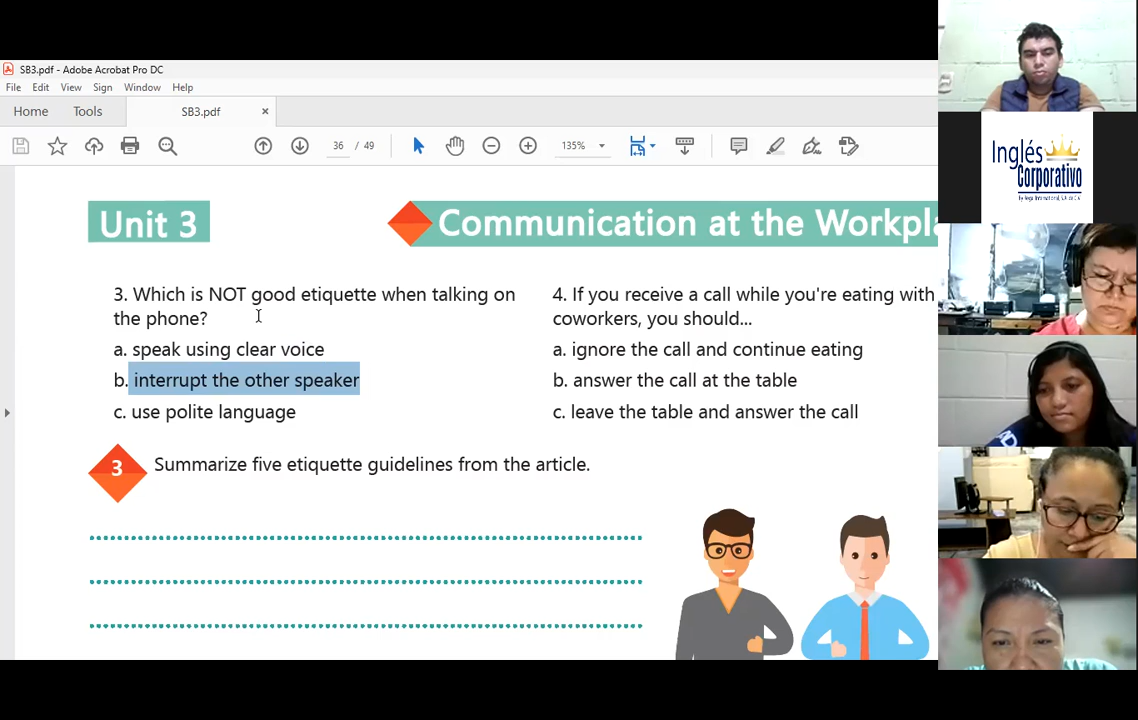 SB3.pdf - Adobe Acrobat Pro DC
File Edit View Sign Window Help
Home Tools SB3.pdf ×
36 / 49 135%
Unit 3
Communication at the Workpla
3. Which is NOT good etiquette when talking on
the phone?
a. speak using clear voice
b. interrupt the other speaker
c. use polite language
4. If you receive a call while you're eating with
coworkers, you should...
a. ignore the call and continue eating
b. answer the call at the table
c. leave the table and answer the call
3 Summarize five etiquette guidelines from the article.
Inglés
Corporativo